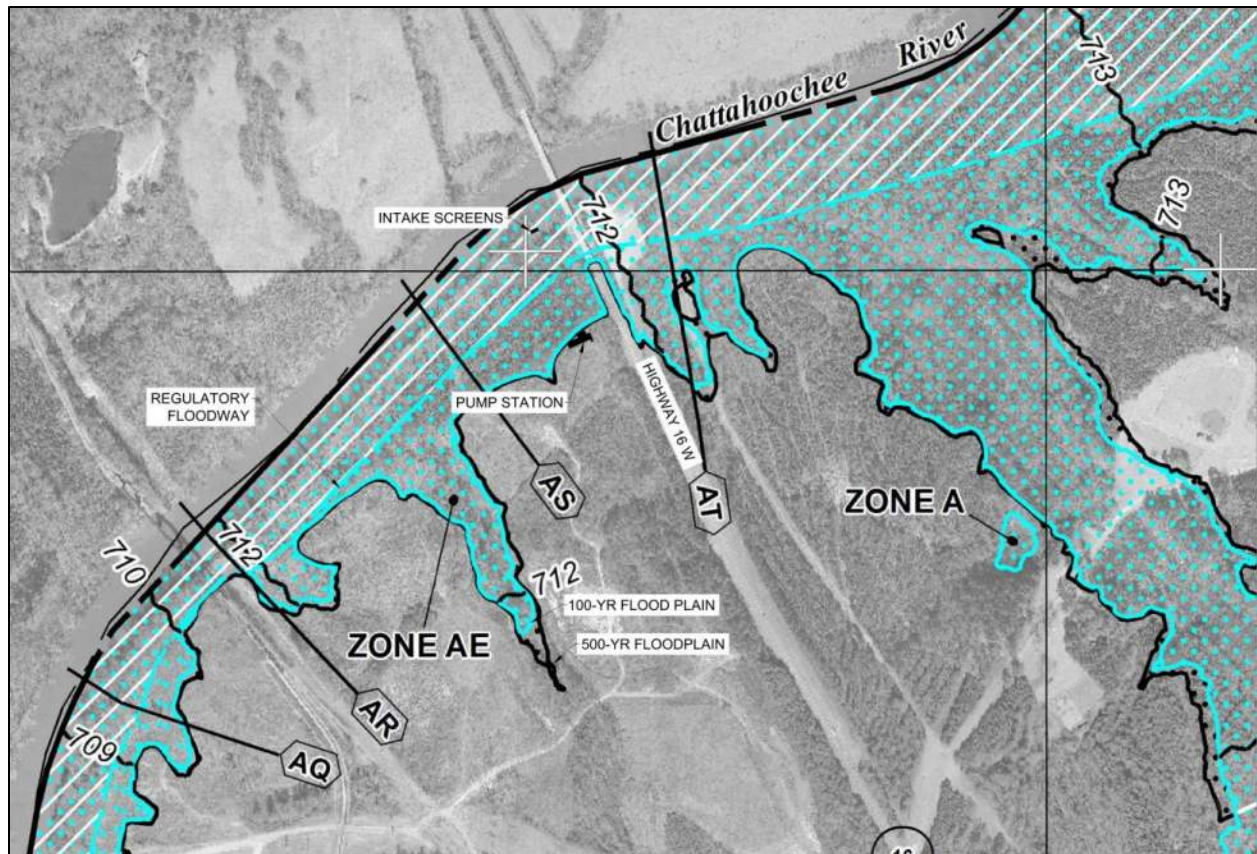 Chattahoochee River
713
INTAKE SCREENS
712
713
REGULATORY
FLOODWAY
PUMP STATION
HIGHWAY 16 W
AS
AT
ZONE A
712
710
712
100-YR FLOOD PLAIN
ZONE AE
500-YR FLOODPLAIN
AR
709
AQ